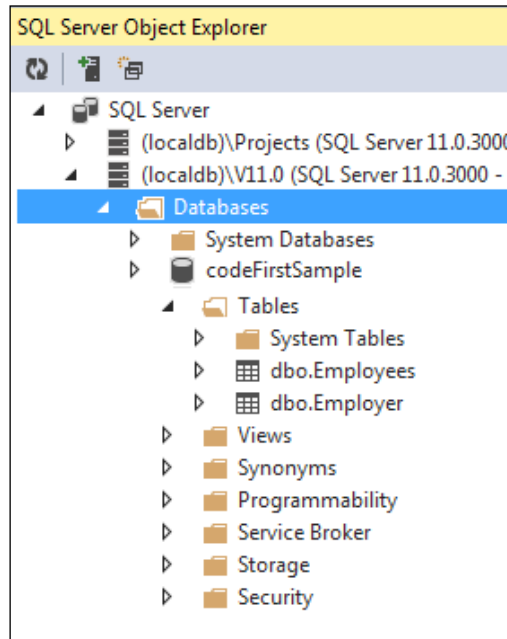 SQL Server Object Explorer
SQL Server
(localdb)\Projects (SQL Server 11.0.3000
(localdb)\V11.0 (SQL Server 11.0.3000 -
Databases
System Databases
codeFirstSample
Tables
System Tables
dbo.Employees
dbo.Employer
Views
Synonyms
Programmability
Service Broker
Storage
Security